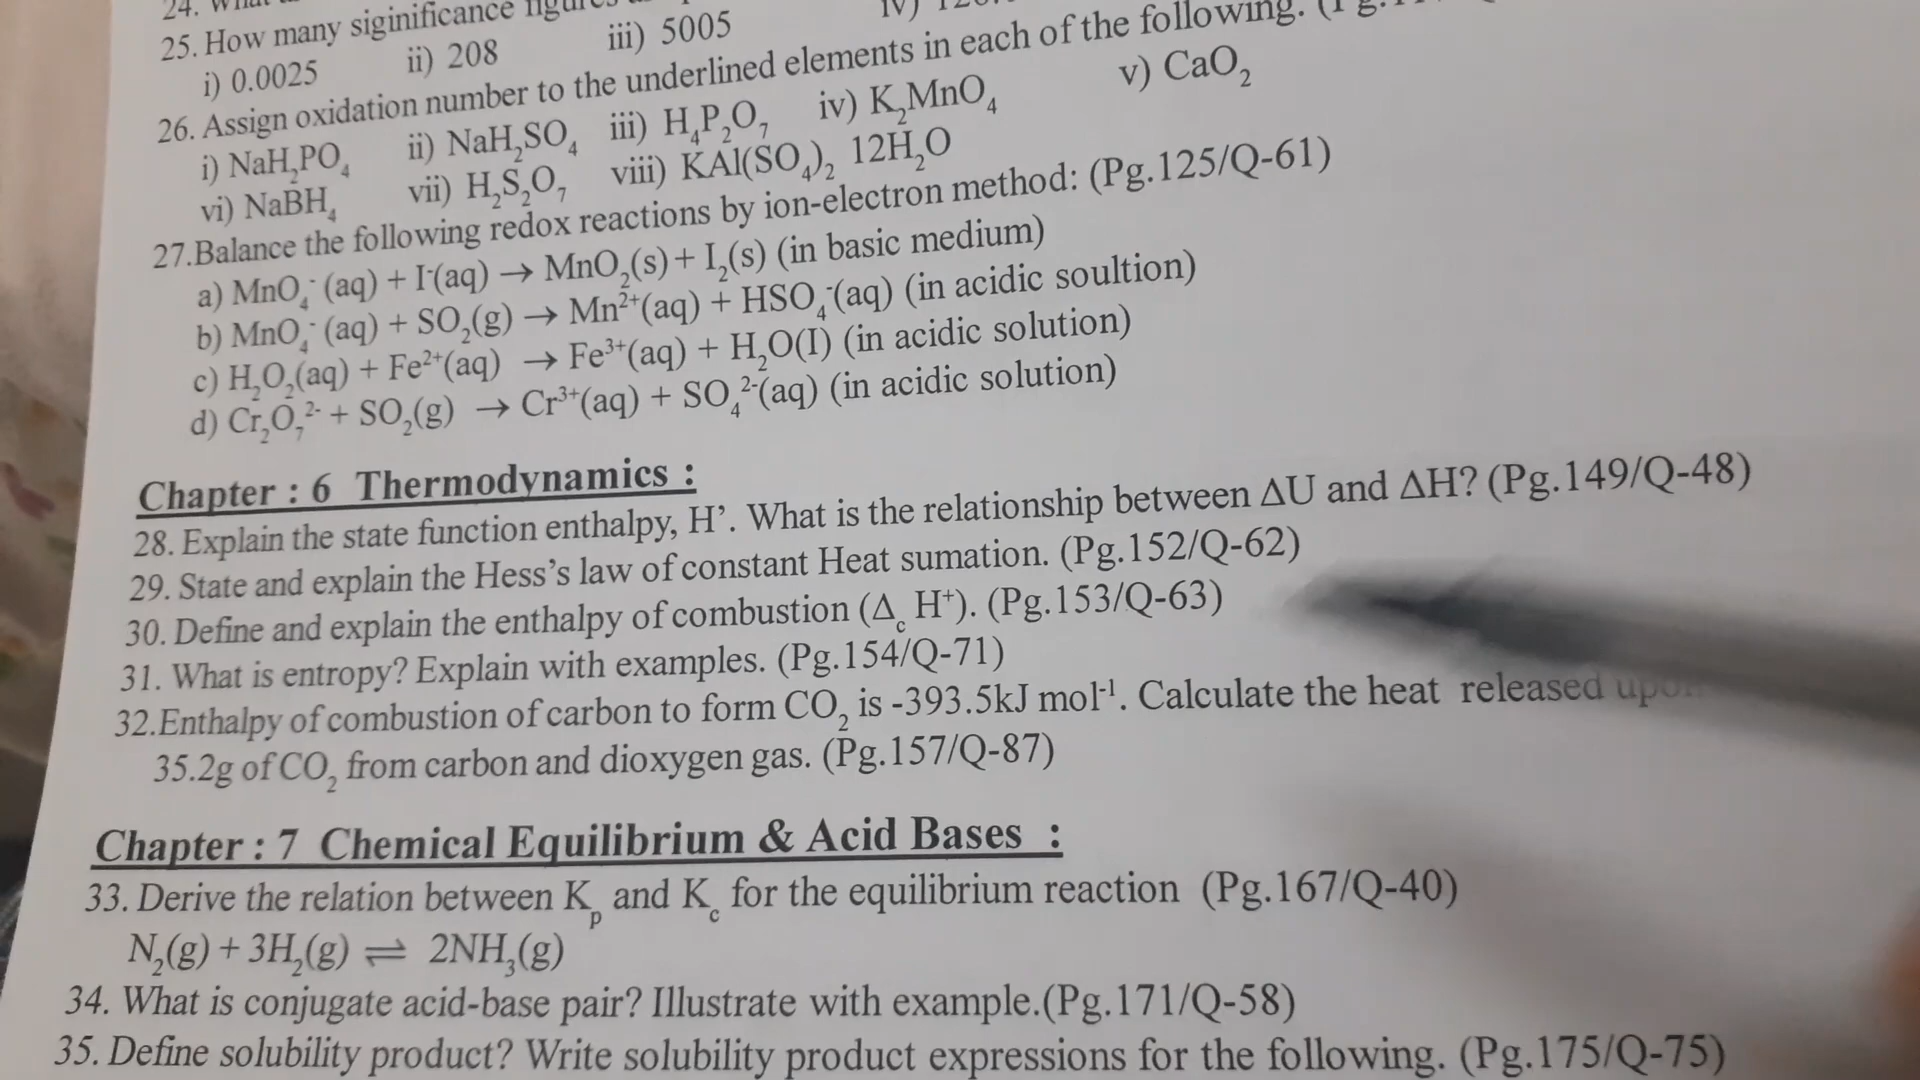 24.
25. How many siginificance
i) 0.0025 ii) 208 iii) 5005 iv)
26. Assign oxidation number to the underlined elements in each of the following.
i) NaH₂PO₄ ii) NaH₂SO₄ iii) H₄P₂O₇ iv) K₂MnO₄ v) CaO₂
vi) NaBH₄ vii) H₂S₂O₇ viii) KAl(SO₄)₂ 12H₂O
27.Balance the following redox reactions by ion-electron method: (Pg.125/Q-61)
a) MnO₄⁻ (aq) + I⁻(aq) → MnO₂(s) + I₂(s) (in basic medium)
b) MnO₄⁻ (aq) + SO₂(g) → Mn²⁺(aq) + HSO₄⁻(aq) (in acidic soultion)
c) H₂O₂(aq) + Fe²⁺(aq) → Fe³⁺(aq) + H₂O(I) (in acidic solution)
d) Cr₂O₇²⁻ + SO₂(g) → Cr³⁺(aq) + SO₄²⁻(aq) (in acidic solution)
Chapter : 6 Thermodynamics :
28. Explain the state function enthalpy, H’. What is the relationship between ΔU and ΔH? (Pg.149/Q-48)
29. State and explain the Hess’s law of constant Heat sumation. (Pg.152/Q-62)
30. Define and explain the enthalpy of combustion (Δ꜀ H⁺). (Pg.153/Q-63)
31. What is entropy? Explain with examples. (Pg.154/Q-71)
32.Enthalpy of combustion of carbon to form CO₂ is -393.5kJ mol⁻¹. Calculate the heat released upon
35.2g of CO₂ from carbon and dioxygen gas. (Pg.157/Q-87)
Chapter : 7 Chemical Equilibrium & Acid Bases :
33. Derive the relation between Kₚ and K꜀ for the equilibrium reaction (Pg.167/Q-40)
N₂(g) + 3H₂(g) ⇌ 2NH₃(g)
34. What is conjugate acid-base pair? Illustrate with example.(Pg.171/Q-58)
35. Define solubility product? Write solubility product expressions for the following. (Pg.175/Q-75)